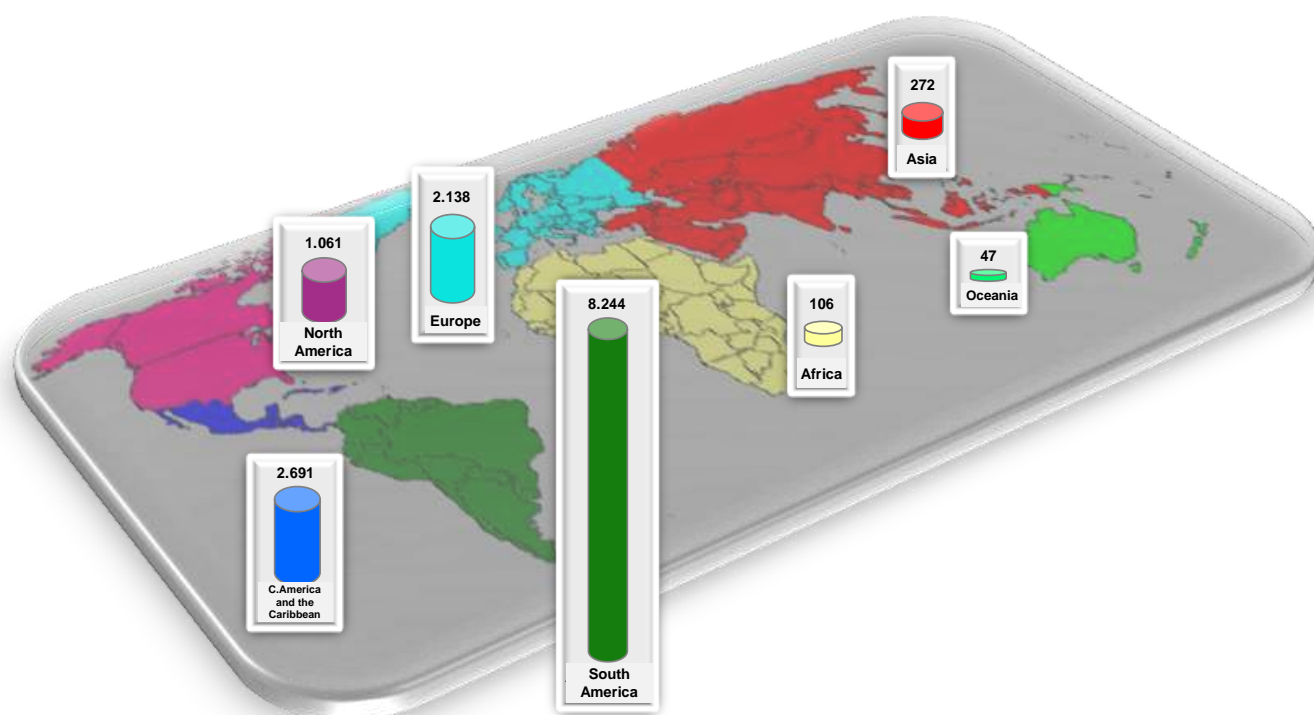 272
Asia
2.138
Europe
1.061
North
America
47
Oceania
8.244
South
America
106
Africa
2.691
C.America
and the
Caribbean